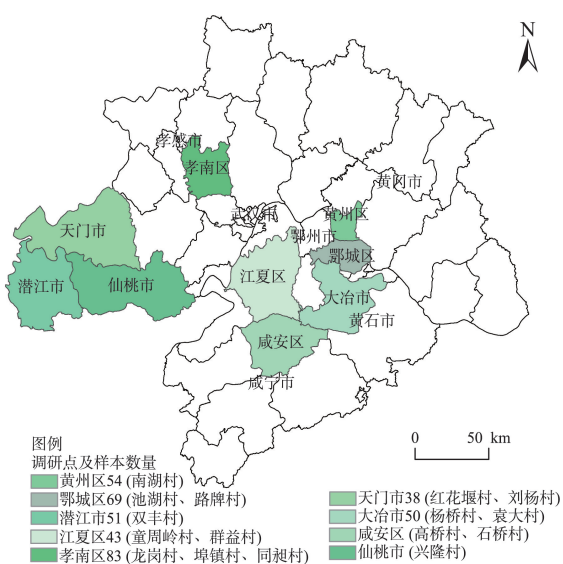 N
孝感市
孝南区
黄冈市
武汉市
黄州区
鄂州市
天门市
鄂城区
江夏区
潜江市
仙桃市
大冶市
黄石市
咸安区
咸宁市
0 50 km
图例
调研点及样本数量
黄州区54 (南湖村)
鄂城区69 (池湖村、路牌村)
潜江市51 (双丰村)
江夏区43 (童周岭村、群益村)
孝南区83 (龙岗村、埠镇村、同昶村)
天门市38 (红花堰村、刘杨村)
大冶市50 (杨桥村、袁大村)
咸安区 (高桥村、石桥村)
仙桃市 (兴隆村)